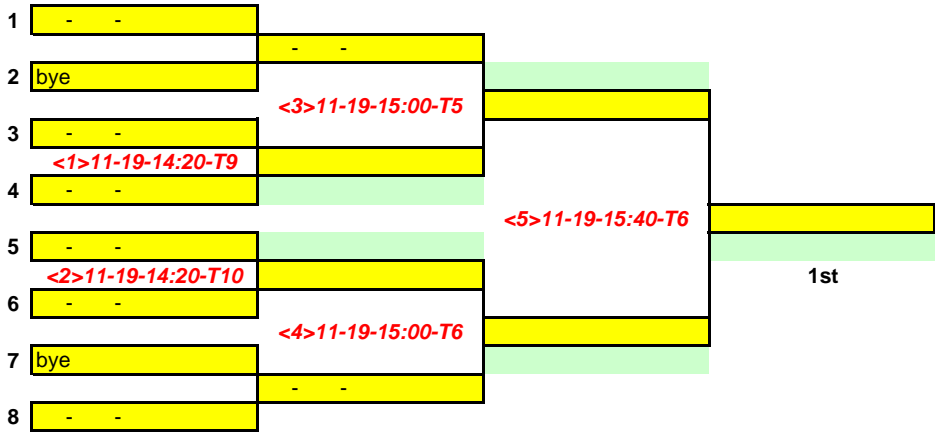 1 - -
- -
2 bye
<3>11-19-15:00-T5
3 - -
<1>11-19-14:20-T9
4 - -
<5>11-19-15:40-T6
5 - -
<2>11-19-14:20-T10
1st
6 - -
<4>11-19-15:00-T6
7 bye
- -
8 - -